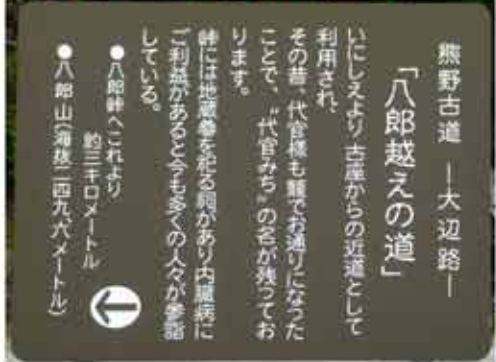 熊野古道 ―大辺路―
「八郎越えの道」
いにしえより古座からの近道として
利用され、
その昔、代官様も籠でお通りになった
ことで、“代官みち”の名が残ってお
ります。
峠には地蔵尊を祀る祠があり内臓病に
ご利益があると今も多くの人々が参詣
している。
●八郎峠へこれより
約三キロメートル
●八郎山(海抜二四九.六メートル)